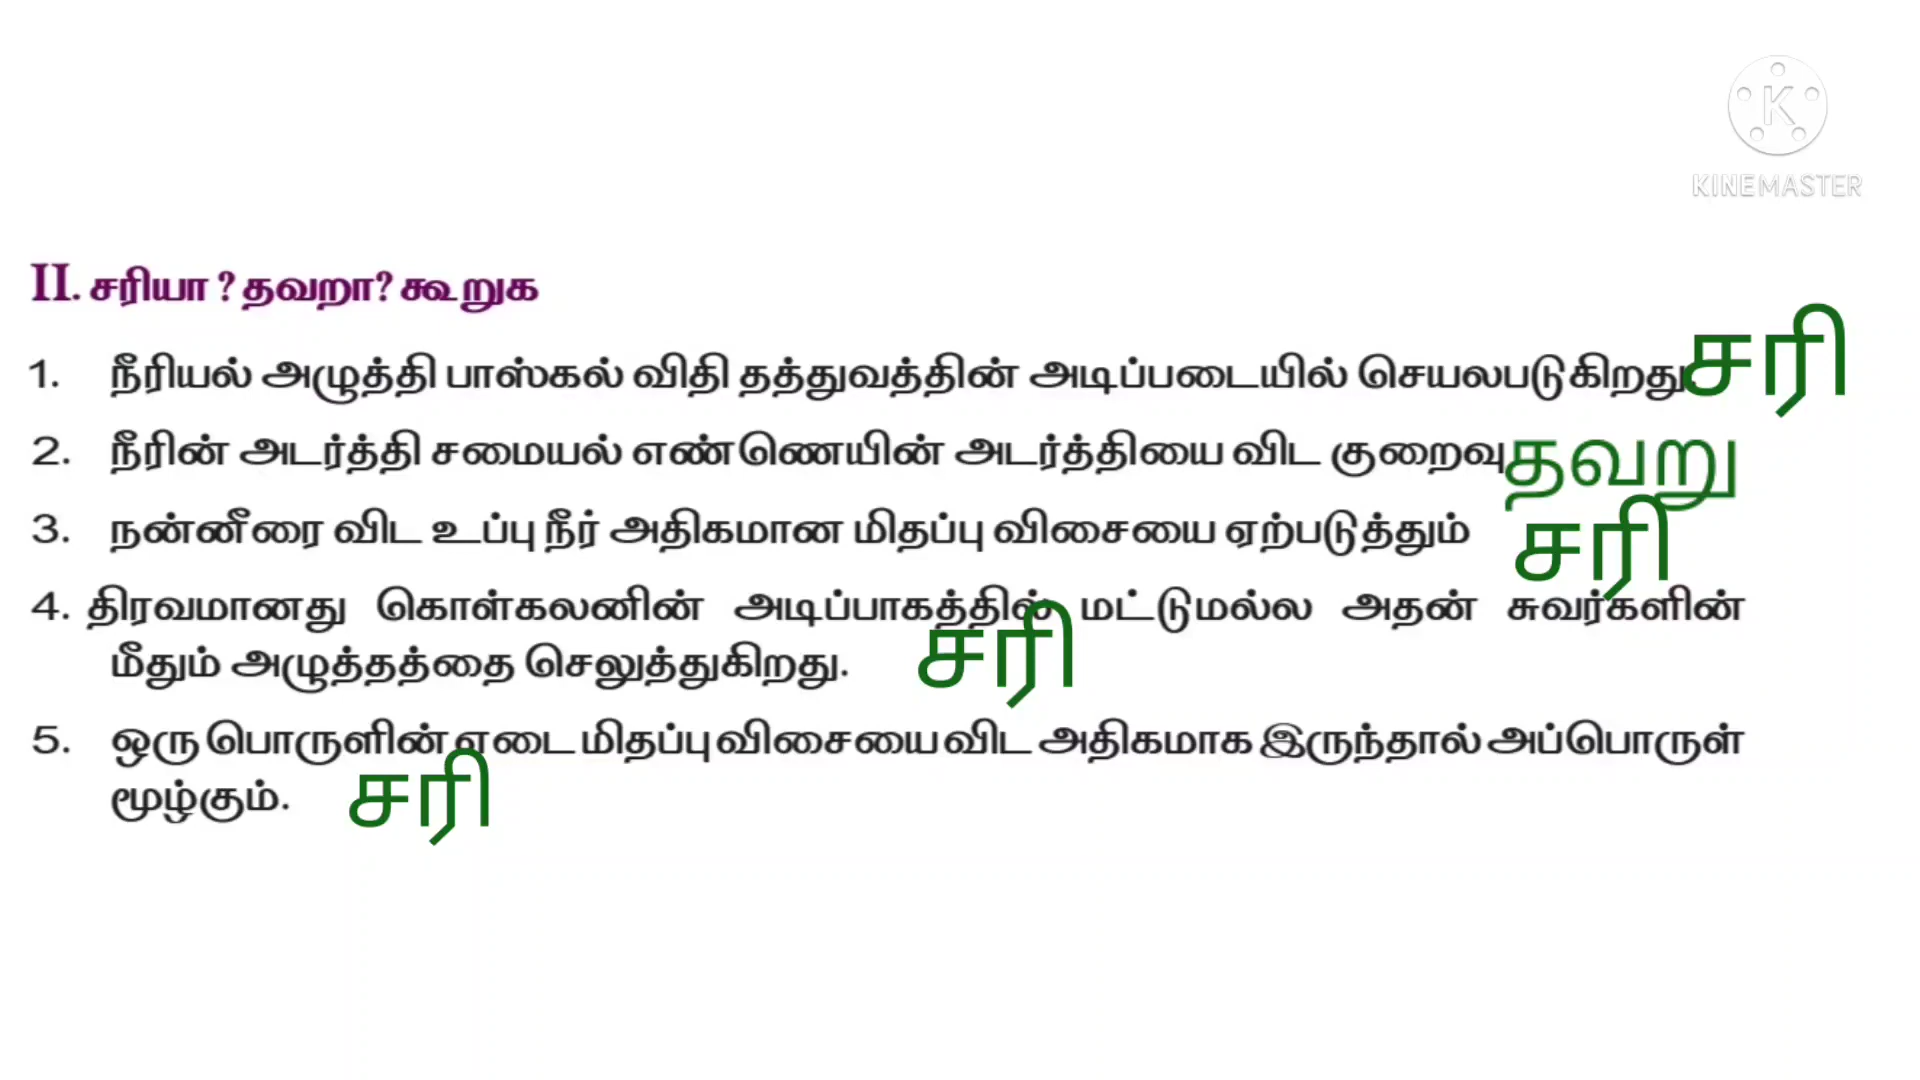 KINEMASTER
II. சரியா ? தவறா? கூறுக
1. நீரியல் அழுத்தி பாஸ்கல் விதி தத்துவத்தின் அடிப்படையில் செயலபடுகிறது. சரி
2. நீரின் அடர்த்தி சமையல் எண்ணெயின் அடர்த்தியை விட குறைவு தவறு
3. நன்னீரை விட உப்பு நீர் அதிகமான மிதப்பு விசையை ஏற்படுத்தும் சரி
4. திரவமானது கொள்கலனின் அடிப்பாகத்தில் மட்டுமல்ல அதன் சுவர்களின்
மீதும் அழுத்தத்தை செலுத்துகிறது. சரி
5. ஒரு பொருளின் எடை மிதப்பு விசையை விட அதிகமாக இருந்தால் அப்பொருள்
மூழ்கும். சரி